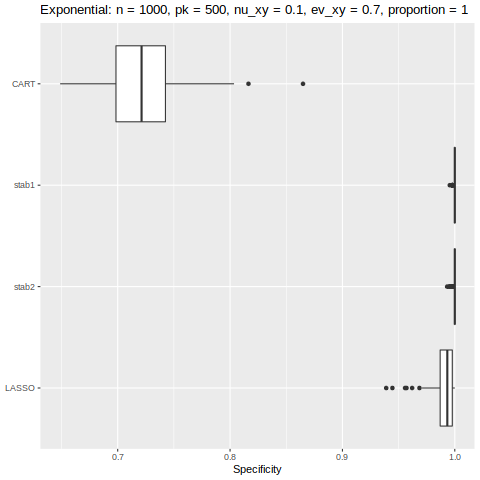 Exponential: n = 1000, pk = 500, nu_xy = 0.1, ev_xy = 0.7, proportion = 1
CART
stab1
stab2
LASSO
0.7 0.8 0.9 1.0
Specificity